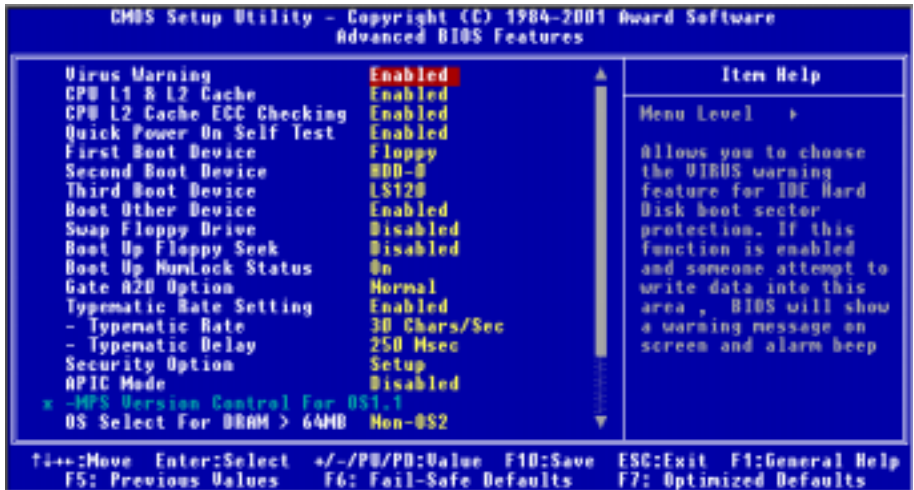 CMOS Setup Utility - Copyright (C) 1984-2001 Award Software
Advanced BIOS Features
Virus Warning Enabled
CPU L1 & L2 Cache Enabled
CPU L2 Cache ECC Checking Enabled
Quick Power On Self Test Enabled
First Boot Device Floppy
Second Boot Device HDD-0
Third Boot Device LS120
Boot Other Device Enabled
Swap Floppy Drive Disabled
Boot Up Floppy Seek Disabled
Boot Up NumLock Status On
Gate A20 Option Normal
Typematic Rate Setting Enabled
- Typematic Rate 30 Chars/Sec
- Typematic Delay 250 Msec
Security Option Setup
APIC Mode Disabled
x -MPS Version Control For OS1.1
OS Select For DRAM > 64MB Non-OS2
Item Help
Menu Level
Allows you to choose
the VIRUS warning
feature for IDE Hard
Disk boot sector
protection. If this
function is enabled
and someone attempt to
write data into this
area , BIOS will show
a warning message on
screen and alarm beep
↑↓→←:Move Enter:Select +/-/PU/PD:Value F10:Save ESC:Exit F1:General Help
F5: Previous Values F6: Fail-Safe Defaults F7: Optimized Defaults